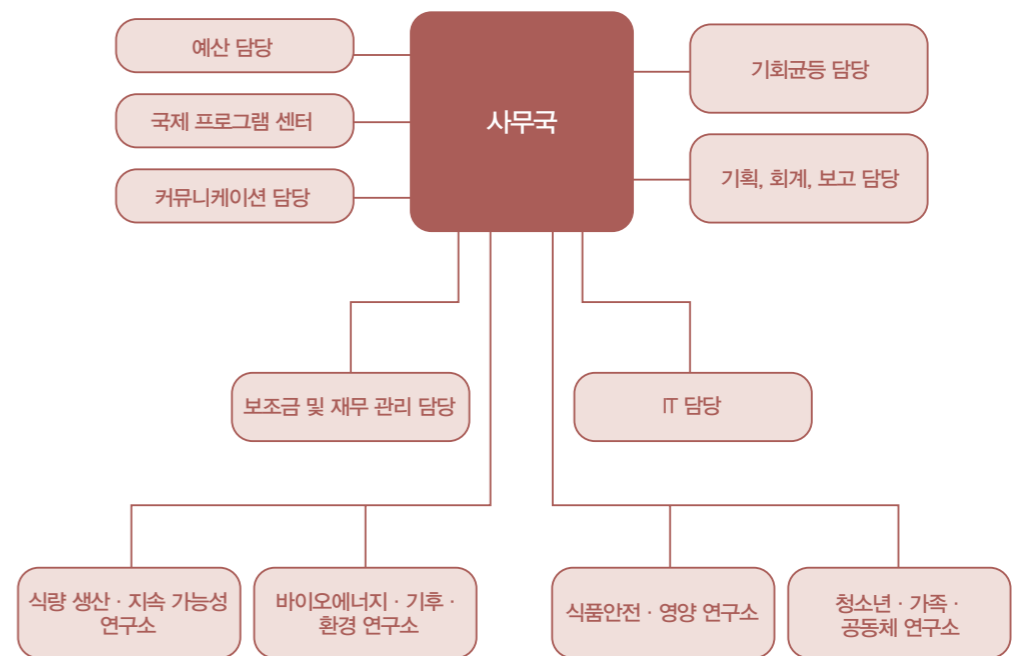 예산 담당
국제 프로그램 센터
커뮤니케이션 담당
사무국
기회균등 담당
기획, 회계, 보고 담당
보조금 및 재무 관리 담당
IT 담당
식량 생산 · 지속 가능성
연구소
바이오에너지 · 기후 ·
환경 연구소
식품안전 · 영양 연구소
청소년 · 가족 ·
공동체 연구소